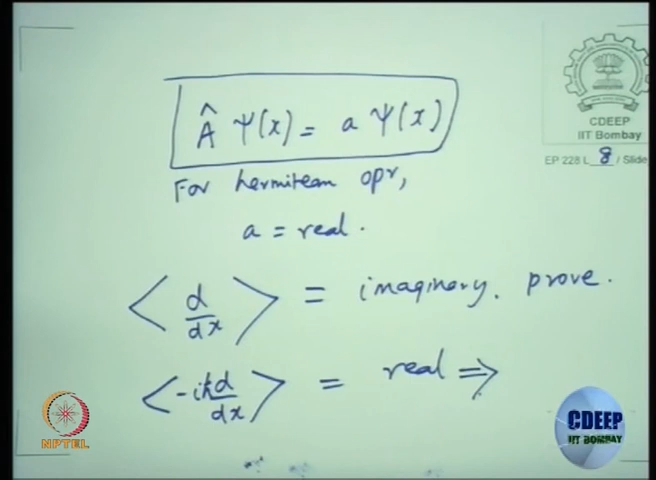 CDEEP
IIT Bombay
EP 228 L 8 / Slide
Â Ψ(x) = a Ψ(x)
For hermitean opr,
a = real.
⟨ d/dx ⟩ = imaginary. prove.
⟨ -iℏ d/dx ⟩ = real ⇒
NPTEL
CDEEP
IIT BOMBAY